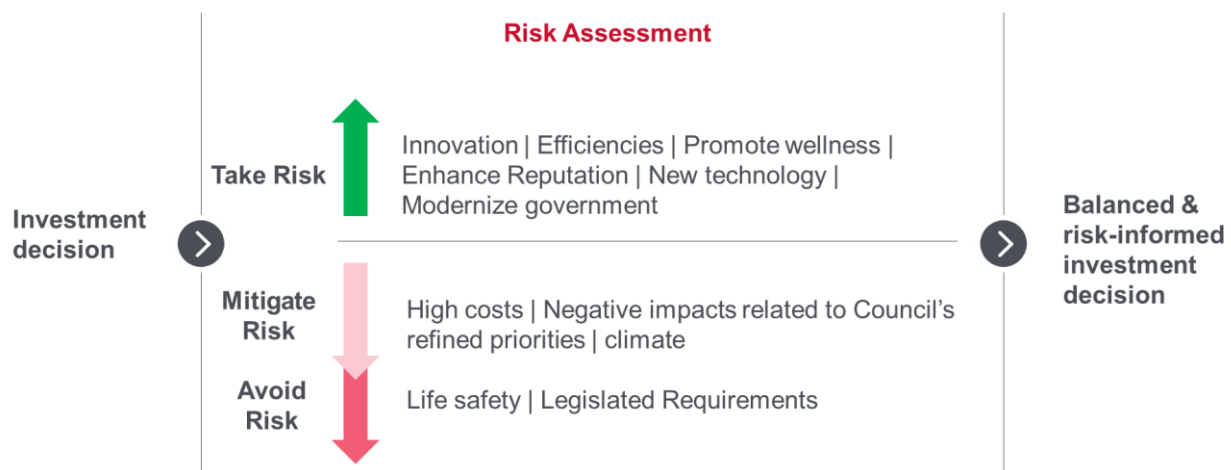 Risk Assessment
Take Risk
Innovation | Efficiencies | Promote wellness |
Enhance Reputation | New technology |
Modernize government
Investment
decision
Balanced &
risk-informed
investment
decision
Mitigate
Risk
High costs | Negative impacts related to Council's
refined priorities | climate
Avoid
Risk
Life safety | Legislated Requirements